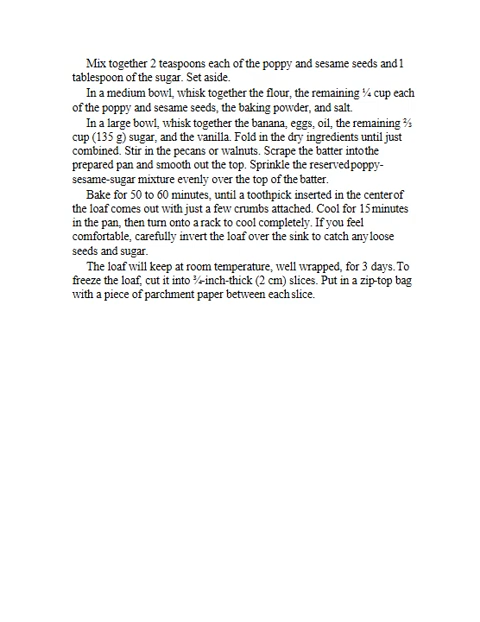 Mix together 2 teaspoons each of the poppy and sesame seeds and 1
tablespoon of the sugar. Set aside.
In a medium bowl, whisk together the flour, the remaining ¼ cup each
of the poppy and sesame seeds, the baking powder, and salt.
In a large bowl, whisk together the banana, eggs, oil, the remaining ⅔
cup (135 g) sugar, and the vanilla. Fold in the dry ingredients until just
combined. Stir in the pecans or walnuts. Scrape the batter into the
prepared pan and smooth out the top. Sprinkle the reserved poppy-
sesame-sugar mixture evenly over the top of the batter.
Bake for 50 to 60 minutes, until a toothpick inserted in the center of
the loaf comes out with just a few crumbs attached. Cool for 15 minutes
in the pan, then turn onto a rack to cool completely. If you feel
comfortable, carefully invert the loaf over the sink to catch any loose
seeds and sugar.
The loaf will keep at room temperature, well wrapped, for 3 days. To
freeze the loaf, cut it into ¾-inch-thick (2 cm) slices. Put in a zip-top bag
with a piece of parchment paper between each slice.